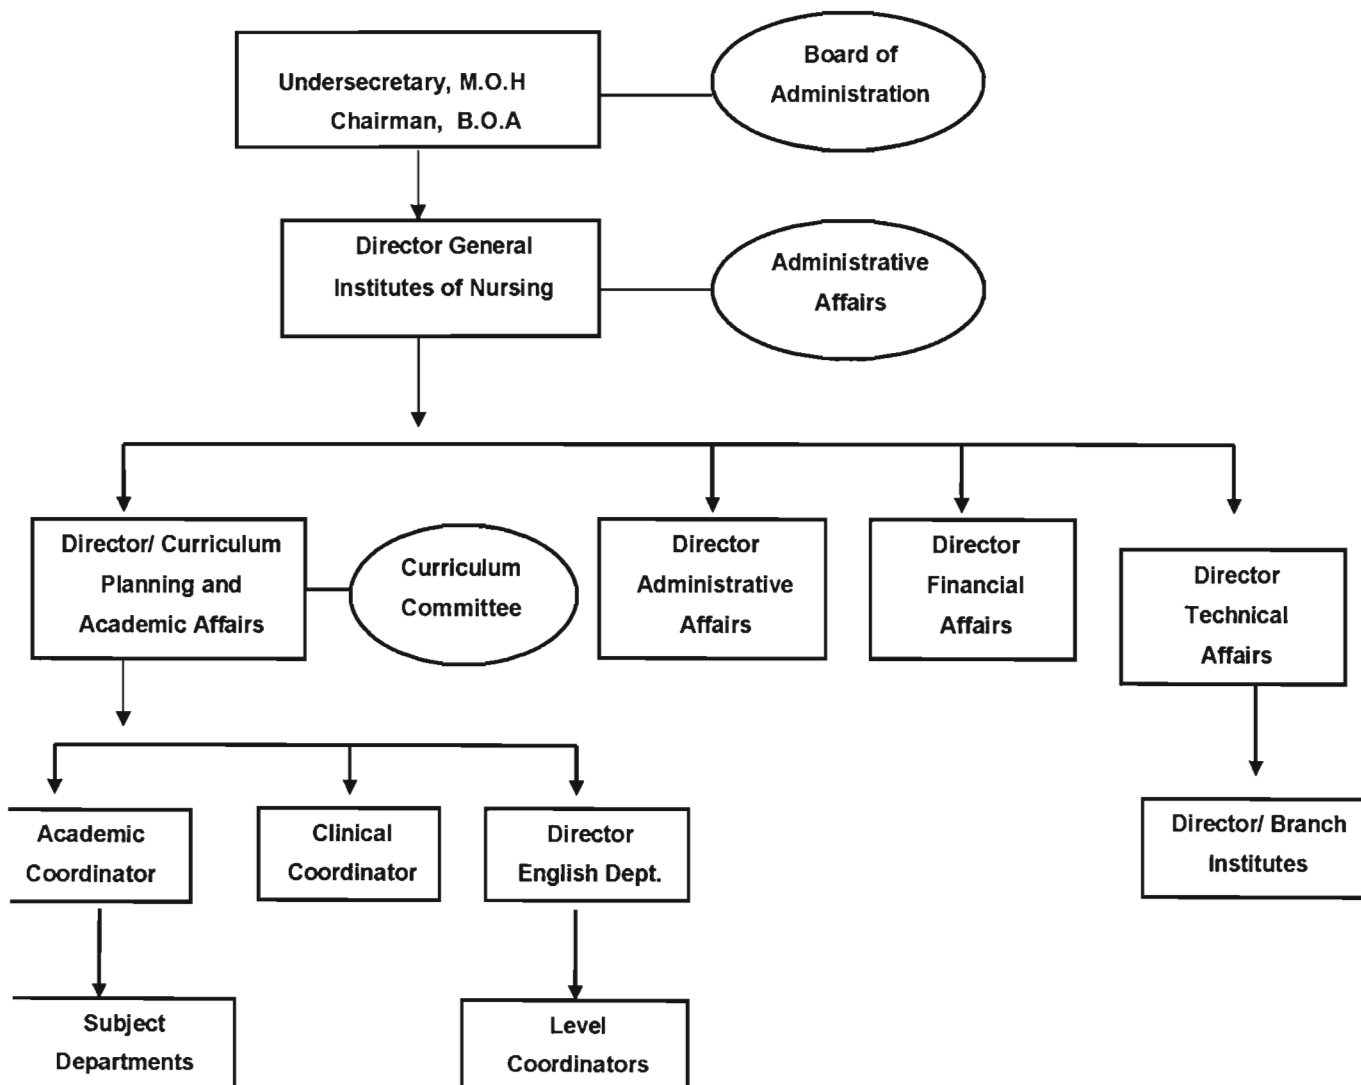 Undersecretary, M.O.H
Chairman, B.O.A
Board of
Administration
Director General
Institutes of Nursing
Administrative
Affairs
Director/ Curriculum
Planning and
Academic Affairs
Curriculum
Committee
Director
Administrative
Affairs
Director
Financial
Affairs
Director
Technical
Affairs
Academic
Coordinator
Clinical
Coordinator
Director
English Dept.
Director/ Branch
Institutes
Subject
Departments
Level
Coordinators